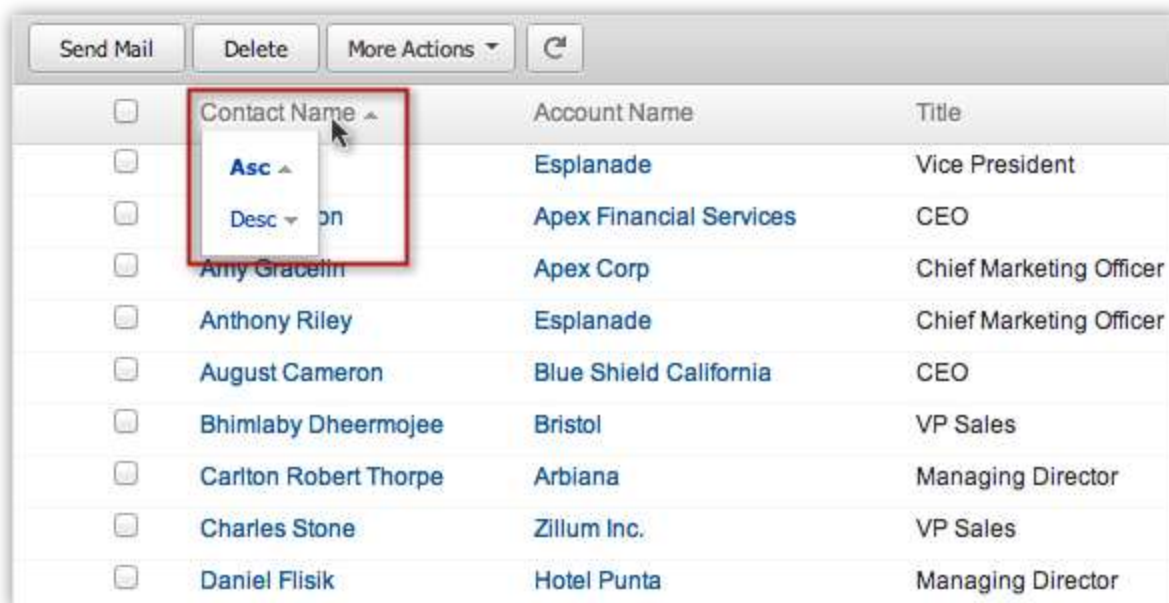 Send Mail Delete More Actions
Contact Name Account Name Title
Asc Esplanade Vice President
Desc on Apex Financial Services CEO
Amy Gracelin Apex Corp Chief Marketing Officer
Anthony Riley Esplanade Chief Marketing Officer
August Cameron Blue Shield California CEO
Bhimlaby Dheermojee Bristol VP Sales
Carlton Robert Thorpe Arbiana Managing Director
Charles Stone Zillum Inc. VP Sales
Daniel Flisik Hotel Punta Managing Director